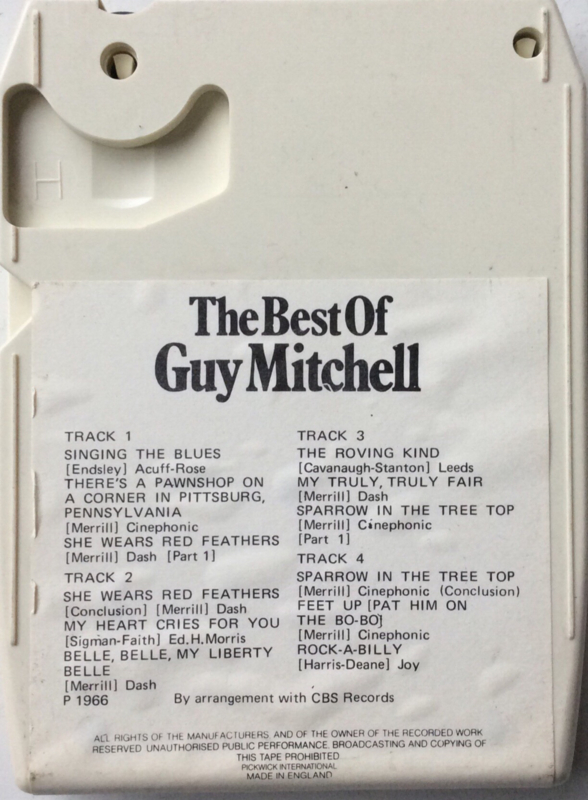 H
The Best Of
Guy Mitchell
TRACK 1
SINGING THE BLUES
[Endsley] Acuff-Rose
THERE'S A PAWNSHOP ON
A CORNER IN PITTSBURG,
PENNSYLVANIA
[Merrill] Cinephonic
SHE WEARS RED FEATHERS
[Merrill] Dash [Part 1]
TRACK 2
SHE WEARS RED FEATHERS
[Conclusion] [Merrill] Dash
MY HEART CRIES FOR YOU
[Sigman-Faith] Ed.H.Morris
BELLE, BELLE, MY LIBERTY
BELLE
[Merrill] Dash
P 1966
TRACK 3
THE ROVING KIND
[Cavanaugh-Stanton] Leeds
MY TRULY, TRULY FAIR
[Merrill] Dash
SPARROW IN THE TREE TOP
[Merrill] Cinephonic
[Part 1]
TRACK 4
SPARROW IN THE TREE TOP
[Merrill] Cinephonic (Conclusion)
FEET UP [PAT HIM ON
THE BO-BO]
[Merrill] Cinephonic
ROCK-A-BILLY
[Harris-Deane] Joy
By arrangement with CBS Records
ALL RIGHTS OF THE MANUFACTURERS AND OF THE OWNER OF THE RECORDED WORK
RESERVED UNAUTHORISED PUBLIC PERFORMANCE, BROADCASTING AND COPYING OF
THIS TAPE PROHIBITED
PICKWICK INTERNATIONAL
MADE IN ENGLAND